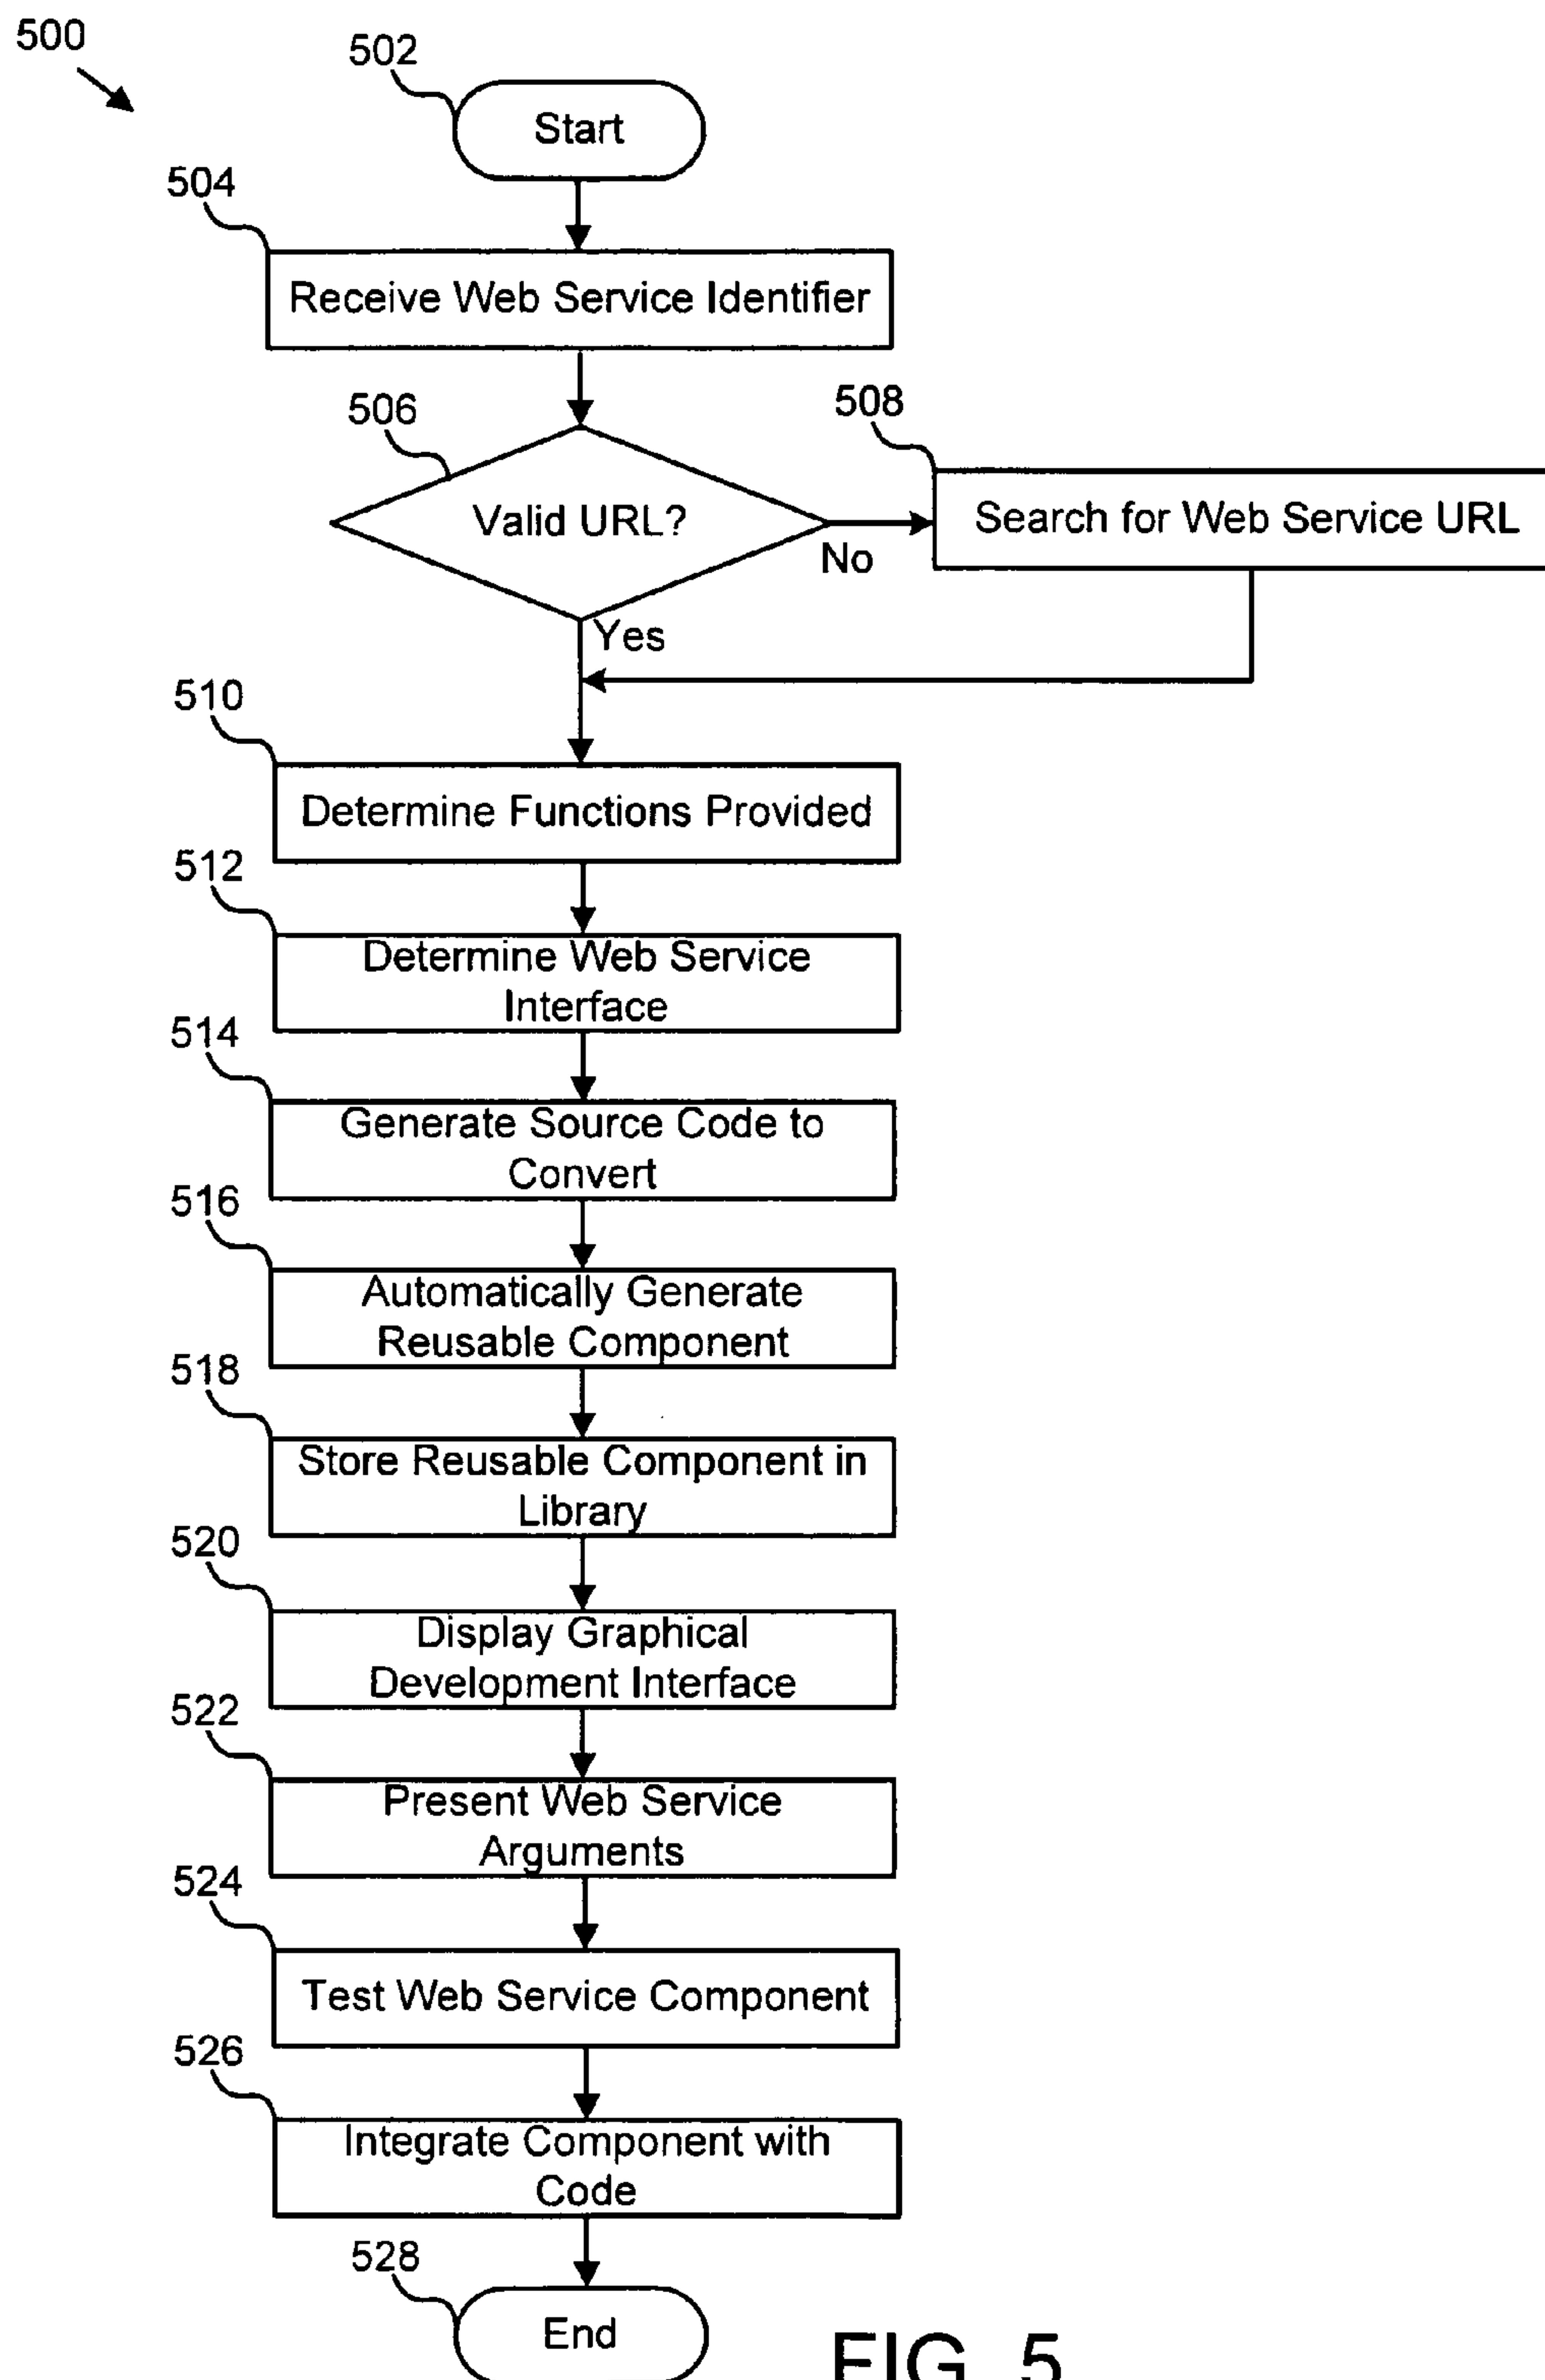 500
502
Start
504
Receive Web Service Identifier
506
Valid URL?
No
508
Search for Web Service URL
Yes
510
Determine Functions Provided
512
Determine Web Service
Interface
514
Generate Source Code to
Convert
516
Automatically Generate
Reusable Component
518
Store Reusable Component in
Library
520
Display Graphical
Development Interface
522
Present Web Service
Arguments
524
Test Web Service Component
526
Integrate Component with
Code
528
End
FIG. 5